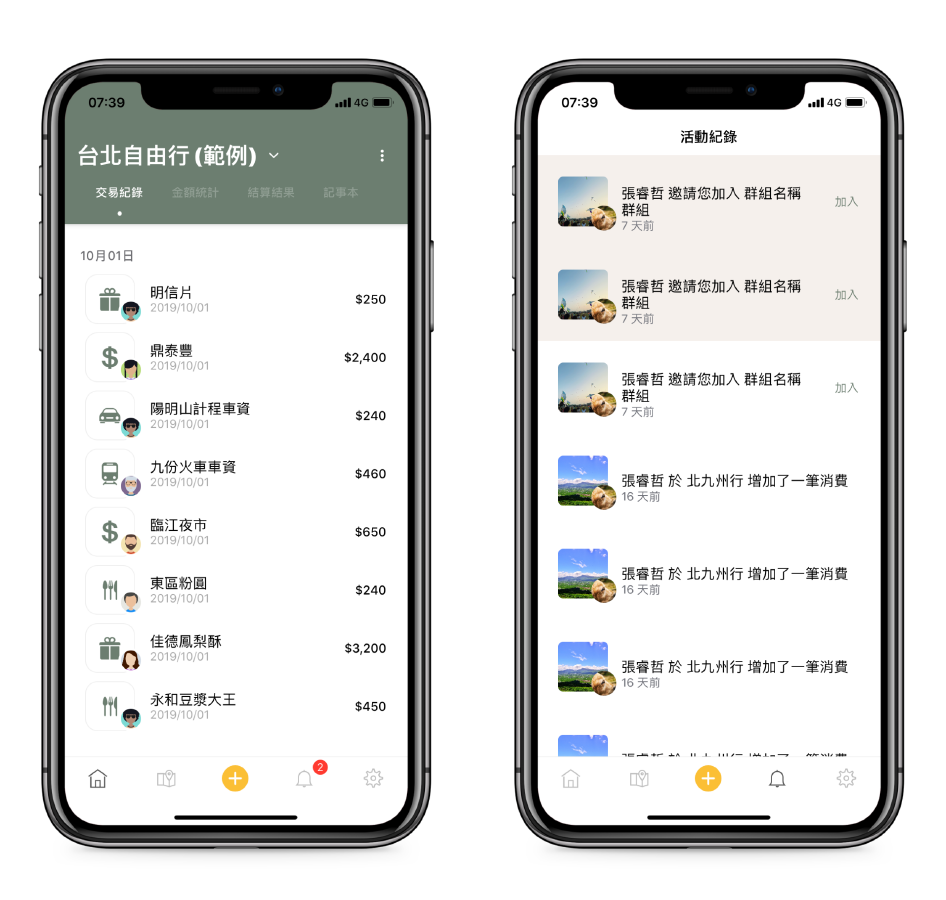 07:39
4G
台北自由行 (範例)
交易紀錄
金額統計
結算結果
記事本
10月01日
明信片
2019/10/01
$250
鼎泰豐
2019/10/01
$2,400
陽明山計程車資
2019/10/01
$240
九份火車車資
2019/10/01
$460
臨江夜市
2019/10/01
$650
東區粉圓
2019/10/01
$240
佳德鳳梨酥
2019/10/01
$3,200
永和豆漿大王
2019/10/01
$450
2
07:39
4G
活動紀錄
張睿哲 邀請您加入 群組名稱
群組
7 天前
加入
張睿哲 邀請您加入 群組名稱
群組
7 天前
加入
張睿哲 邀請您加入 群組名稱
群組
7 天前
加入
張睿哲 於 北九州行 增加了一筆消費
16 天前
張睿哲 於 北九州行 增加了一筆消費
16 天前
張睿哲 於 北九州行 增加了一筆消費
16 天前